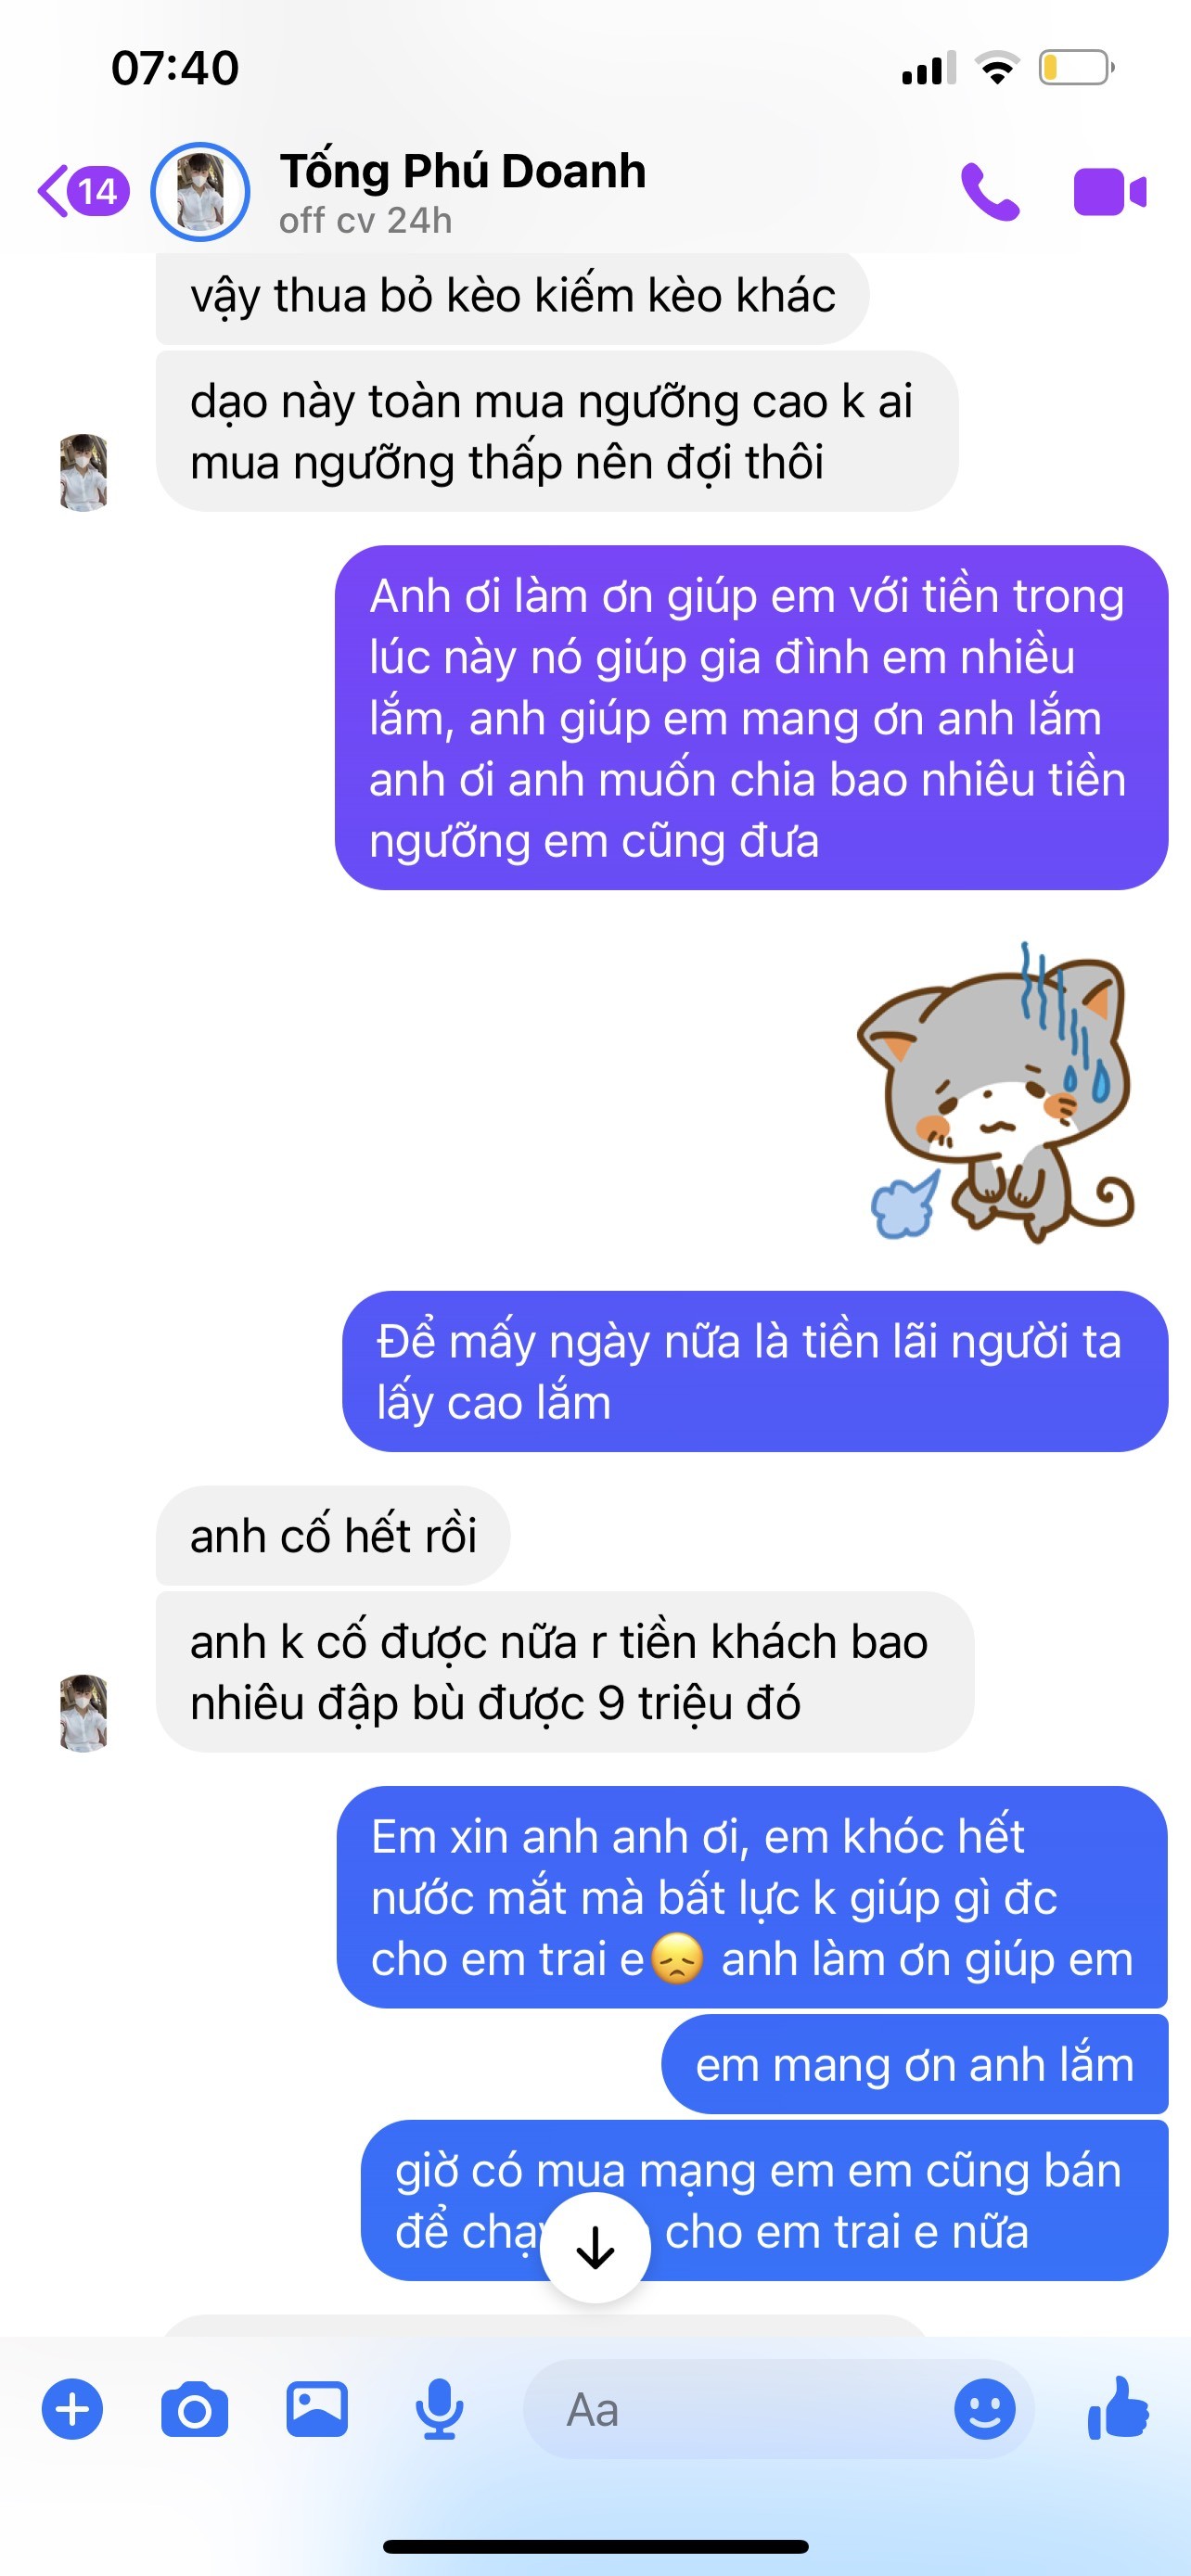 07:40
14
Tống Phú Doanh
off cv 24h
vậy thua bỏ kèo kiếm kèo khác
dạo này toàn mua ngưỡng cao k ai
mua ngưỡng thấp nên đợi thôi
Anh ơi làm ơn giúp em với tiền trong
lúc này nó giúp gia đình em nhiều
lắm, anh giúp em mang ơn anh lắm
anh ơi anh muốn chia bao nhiêu tiền
ngưỡng em cũng đưa
Để mấy ngày nữa là tiền lãi người ta
lấy cao lắm
anh cố hết rồi
anh k cố được nữa r tiền khách bao
nhiêu đập bù được 9 triệu đó
Em xin anh anh ơi, em khóc hết
nước mắt mà bất lực k giúp gì đc
cho em trai e😞 anh làm ơn giúp em
em mang ơn anh lắm
giờ có mua mạng em em cũng bán
để cho em trai e nữa
Aa